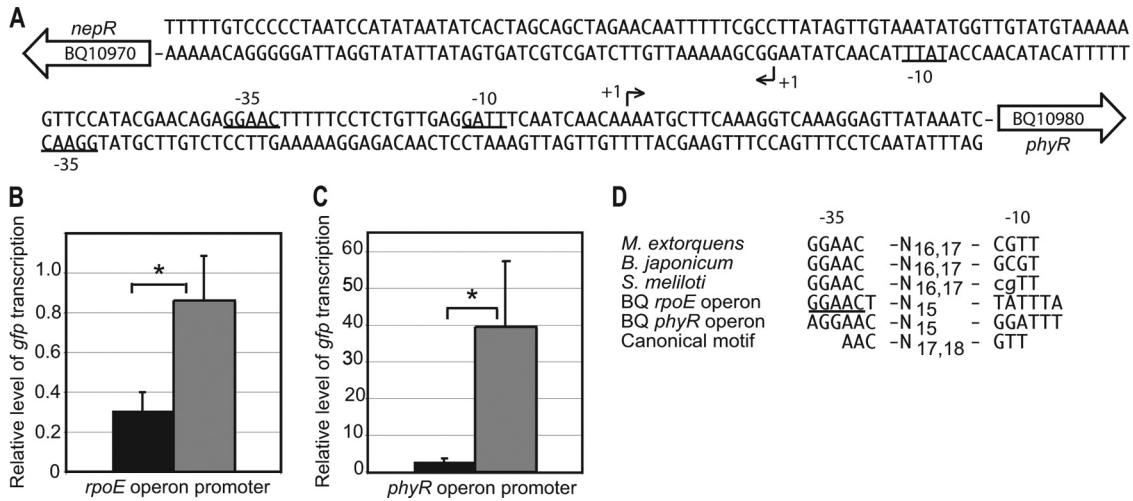 A
nepR
BQ10970
TTTTTGTCCCCCTAATCCATATAATATCACTAGCAGCTAGAACAATTTTTCGCCTTATAGTTGTAAATATGGTTGTATGTAAAAA
–AAAAACAGGGGGATTAGGTATATTATAGTGATCGTCGATCTTGTTAAAAAGCGGAATATCAACATTTATACCAACATACATTTTT
+1
-10
-35
-10
+1
GTTCCATACGAACAGAGGAACTTTTTCCTCTGTTGAGGATTTCAATCAACAAAATGCTTCAAAGGTCAAAGGAGTTATAAATC–
CAAGGTATGCTTGTCTCCTTGAAAAAGGAGACAACTCCTAAAGTTAGTTGTTTTACGAAGTTTCCAGTTTCCTCAATATTTAG
-35
BQ10980
phyR
B
Relative level of gfp transcription
1.0
0.8
0.6
0.4
0.2
0
*
rpoE operon promoter
C
Relative level of gfp transcription
60
50
40
30
20
10
0
*
phyR operon promoter
D
-35 -10
M. extorquens GGAAC –N16,17 – CGTT
B. japonicum GGAAC –N16,17 – GCGT
S. meliloti GGAAC –N16,17 – cgTT
BQ rpoE operon GGAACT –N15 – TATTTA
BQ phyR operon AGGAAC –N15 – GGATTT
Canonical motif AAC –N17,18 – GTT